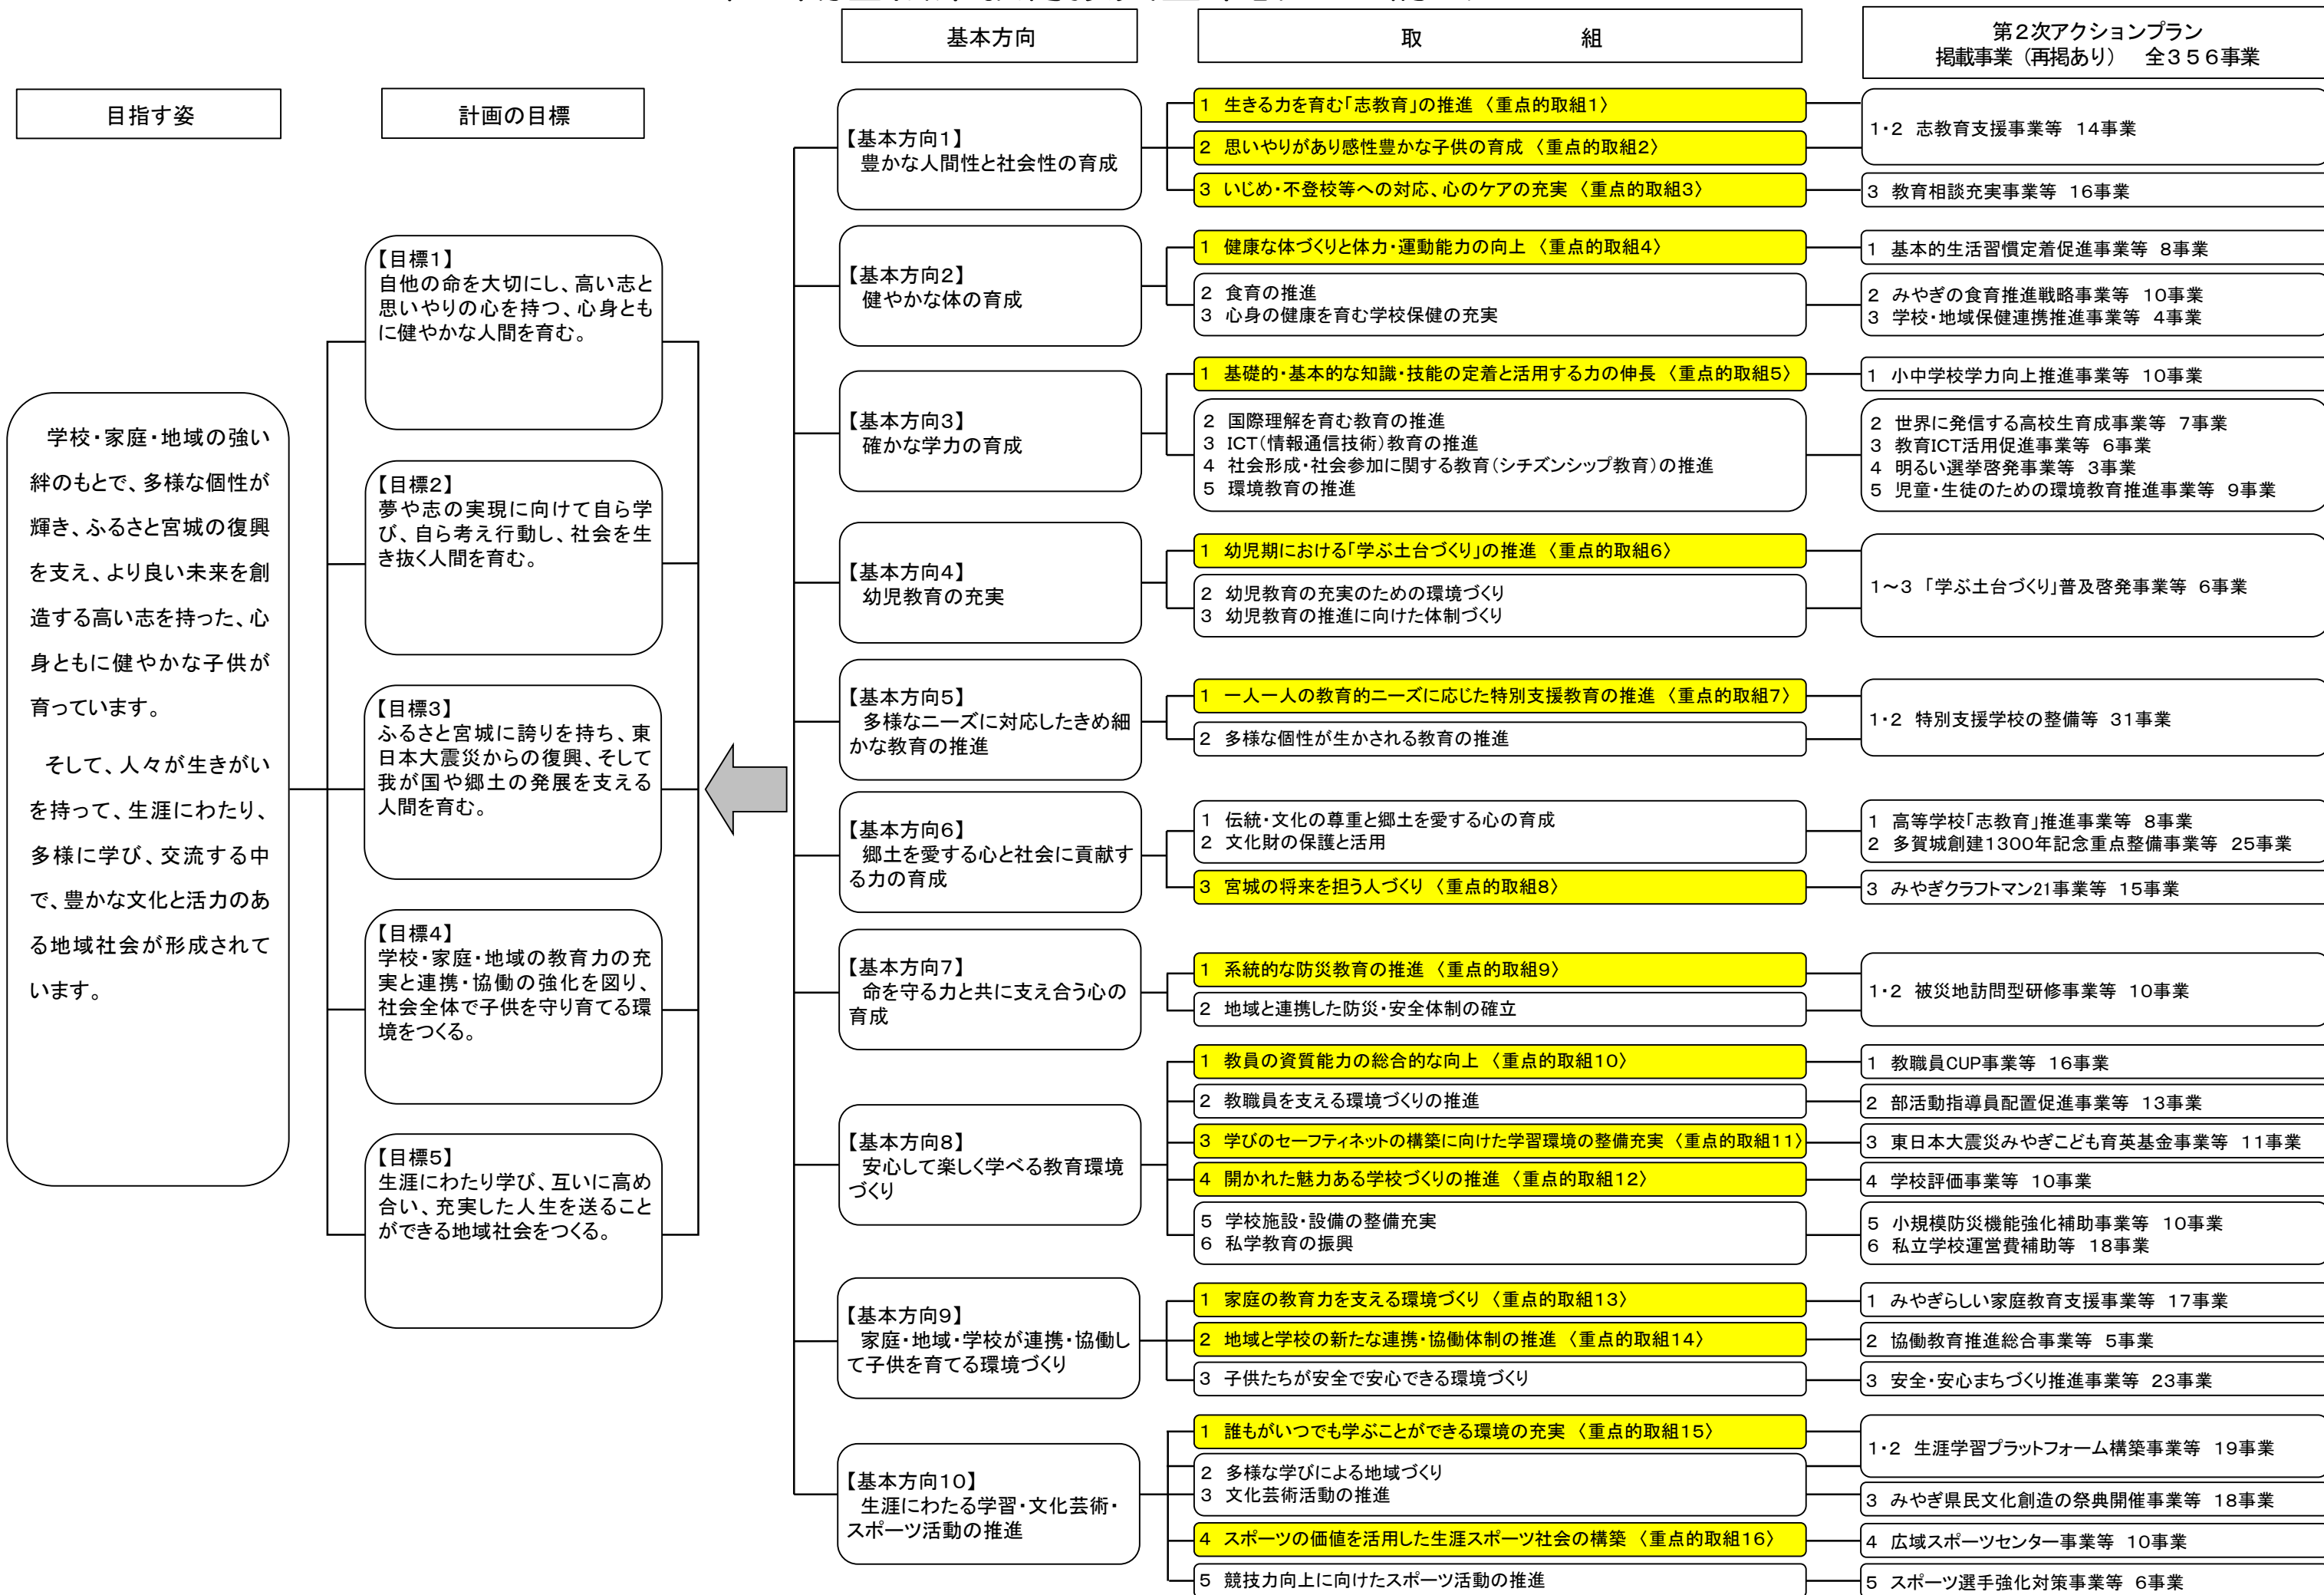 目指す姿
学校・家庭・地域の強い
絆のもとで、多様な個性が
輝き、ふるさと宮城の復興
を支え、より良い未来を創
造する高い志を持った、心
身ともに健やかな子供が
育っています。
そして、人々が生きがい
を持って、生涯にわたり、
多様に学び、交流する中
で、豊かな文化と活力のあ
る地域社会が形成されて
います。
計画の目標
【目標1】
自他の命を大切にし、高い志と
思いやりの心を持つ、心身とも
に健やかな人間を育む。
【目標2】
夢や志の実現に向けて自ら学
び、自ら考え行動し、社会を生
き抜く人間を育む。
【目標3】
ふるさと宮城に誇りを持ち、東
日本大震災からの復興、そして
我が国や郷土の発展を支える
人間を育む。
【目標4】
学校・家庭・地域の教育力の充
実と連携・協働の強化を図り、
社会全体で子供を守り育てる環
境をつくる。
【目標5】
生涯にわたり学び、互いに高め
合い、充実した人生を送ること
ができる地域社会をつくる。
基本方向
取 組
第2次アクションプラン
掲載事業（再掲あり） 全356事業
【基本方向1】
豊かな人間性と社会性の育成
1 生きる力を育む「志教育」の推進 〈重点的取組1〉
2 思いやりがあり感性豊かな子供の育成 〈重点的取組2〉
3 いじめ・不登校等への対応、心のケアの充実 〈重点的取組3〉
1・2 志教育支援事業等 14事業
3 教育相談充実事業等 16事業
【基本方向2】
健やかな体の育成
1 健康な体づくりと体力・運動能力の向上 〈重点的取組4〉
2 食育の推進
3 心身の健康を育む学校保健の充実
1 基本的生活習慣定着促進事業等 8事業
2 みやぎの食育推進戦略事業等 10事業
3 学校・地域保健連携推進事業等 4事業
【基本方向3】
確かな学力の育成
1 基礎的・基本的な知識・技能の定着と活用する力の伸長 〈重点的取組5〉
2 国際理解を育む教育の推進
3 ICT（情報通信技術）教育の推進
4 社会形成・社会参加に関する教育（シチズンシップ教育）の推進
5 環境教育の推進
1 小中学校学力向上推進事業等 10事業
2 世界に発信する高校生育成事業等 7事業
3 教育ICT活用促進事業等 6事業
4 明るい選挙啓発事業等 3事業
5 児童・生徒のための環境教育推進事業等 9事業
【基本方向4】
幼児教育の充実
1 幼児期における「学ぶ土台づくり」の推進 〈重点的取組6〉
2 幼児教育の充実のための環境づくり
3 幼児教育の推進に向けた体制づくり
1～3 「学ぶ土台づくり」普及啓発事業等 6事業
【基本方向5】
多様なニーズに対応したきめ細
かな教育の推進
1 一人一人の教育的ニーズに応じた特別支援教育の推進 〈重点的取組7〉
2 多様な個性が生かされる教育の推進
1・2 特別支援学校の整備等 31事業
【基本方向6】
郷土を愛する心と社会に貢献す
る力の育成
1 伝統・文化の尊重と郷土を愛する心の育成
2 文化財の保護と活用
3 宮城の将来を担う人づくり 〈重点的取組8〉
1 高等学校「志教育」推進事業等 8事業
2 多賀城創建1300年記念重点整備事業等 25事業
3 みやぎクラフトマン21事業等 15事業
【基本方向7】
命を守る力と共に支え合う心の
育成
1 系統的な防災教育の推進 〈重点的取組9〉
2 地域と連携した防災・安全体制の確立
1・2 被災地訪問型研修事業等 10事業
【基本方向8】
安心して楽しく学べる教育環境
づくり
1 教員の資質能力の総合的な向上 〈重点的取組10〉
2 教職員を支える環境づくりの推進
3 学びのセーフティネットの構築に向けた学習環境の整備充実 〈重点的取組11〉
4 開かれた魅力ある学校づくりの推進 〈重点的取組12〉
5 学校施設・設備の整備充実
6 私学教育の振興
1 教職員CUP事業等 16事業
2 部活動指導員配置促進事業等 13事業
3 東日本大震災みやぎこども育英基金事業等 11事業
4 学校評価事業等 10事業
5 小規模防災機能強化補助事業等 10事業
6 私立学校運営費補助等 18事業
【基本方向9】
家庭・地域・学校が連携・協働し
て子供を育てる環境づくり
1 家庭の教育力を支える環境づくり 〈重点的取組13〉
2 地域と学校の新たな連携・協働体制の推進 〈重点的取組14〉
3 子供たちが安全で安心できる環境づくり
1 みやぎらしい家庭教育支援事業等 17事業
2 協働教育推進総合事業等 5事業
3 安全・安心まちづくり推進事業等 23事業
【基本方向10】
生涯にわたる学習・文化芸術・
スポーツ活動の推進
1 誰もがいつでも学ぶことができる環境の充実 〈重点的取組15〉
2 多様な学びによる地域づくり
3 文化芸術活動の推進
4 スポーツの価値を活用した生涯スポーツ社会の構築 〈重点的取組16〉
5 競技力向上に向けたスポーツ活動の推進
1・2 生涯学習プラットフォーム構築事業等 19事業
3 みやぎ県民文化創造の祭典開催事業等 18事業
4 広域スポーツセンター事業等 10事業
5 スポーツ選手強化対策事業等 6事業